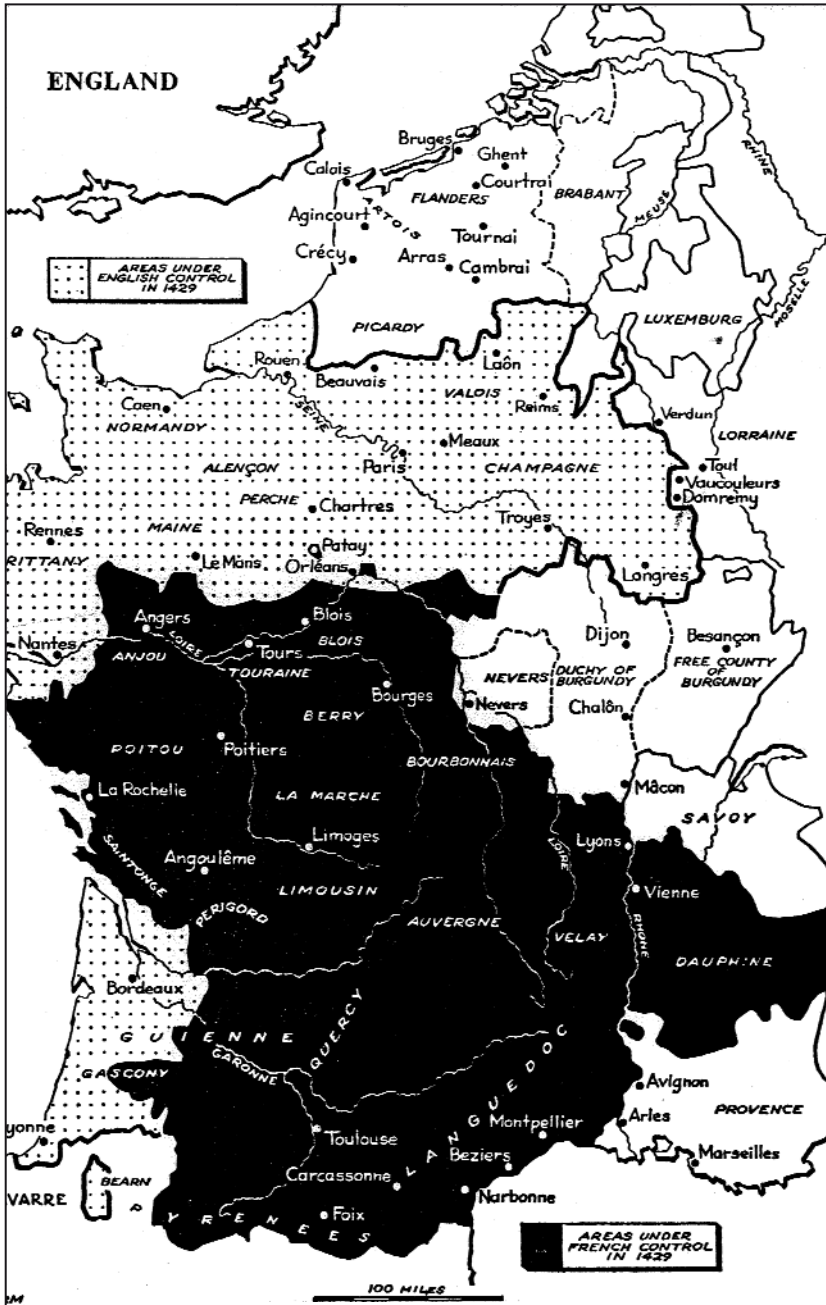 ENGLAND
Bruges
Ghent
Calais
Courtrai
FLANDERS
BRABANT
RHINE
MEUSE
ARTOIS
Agincourt
Tournai
Crécy
Arras
Cambrai
AREAS UNDER
ENGLISH CONTROL
IN 1429
PICARDY
LUXEMBURG
MOSELLE
Rouen
Beauvais
Laôn
VALOIS
Reims
Caen
NORMANDY
SEINE
Verdun
LORRAINE
Meaux
Paris
ALENÇON
CHAMPAGNE
Toul
Vaucouleurs
Domremy
PERCHE
Chartres
Troyes
Rennes
MAINE
Patay
RITTANY
Le Mans
Orléans
Langres
Angers
Blois
LOIRE
BLOIS
Dijon
Besançon
Nantes
ANJOU
Tours
TOURAINE
NEVERS
DUCHY OF
BURGUNDY
FREE COUNTY
OF
BURGUNDY
Bourges
Nevers
BERRY
Chalôn
POITOU
Poitiers
BOURBONNAIS
La Rochelle
LA MARCHE
Mâcon
SAVOY
Limoges
LOIRE
Lyons
SAINTONGE
Angoulême
LIMOUSIN
Vienne
PERIGORD
AUVERGNE
VELAY
RHONE
DAUPHINE
Bordeaux
GUIENNE
QUERCY
GARONNE
GASCONY
LANGUEDOC
Avignon
PROVENCE
Arles
yonne
Toulouse
Montpellier
Marseilles
Beziers
BEARN
Carcassonne
VARRE
Narbonne
PYRENEES
Foix
AREAS UNDER
FRENCH CONTROL
IN 1429
100 MILES